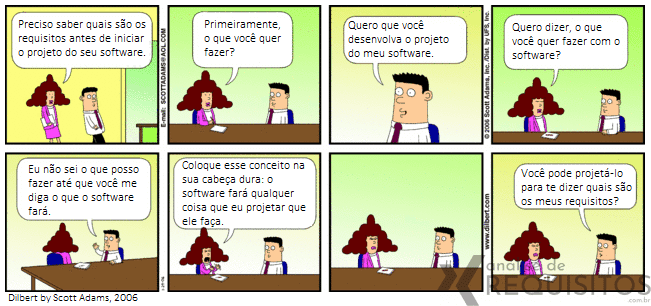 Preciso saber quais são os
requisitos antes de iniciar
o projeto do seu software.
Primeiramente,
o que você quer
fazer?
E-mail: SCOTTADAMS@AOL.COM
Quero que você
desenvolva o projeto
do meu software.
© 2006 Scott Adams, Inc. /Dist. by UFS, Inc.
Quero dizer, o que
você quer fazer com o
software?
Eu não sei o que posso
fazer até que você me
diga o que o software
fará.
Coloque esse conceito na
sua cabeça dura: o
software fará qualquer
coisa que eu projetar que
ele faça.
www.dilbert.com
Você pode projetá-lo
para te dizer quais são
os meus requisitos?
analista de
REQUISITOS
.com.br
Dilbert by Scott Adams, 2006